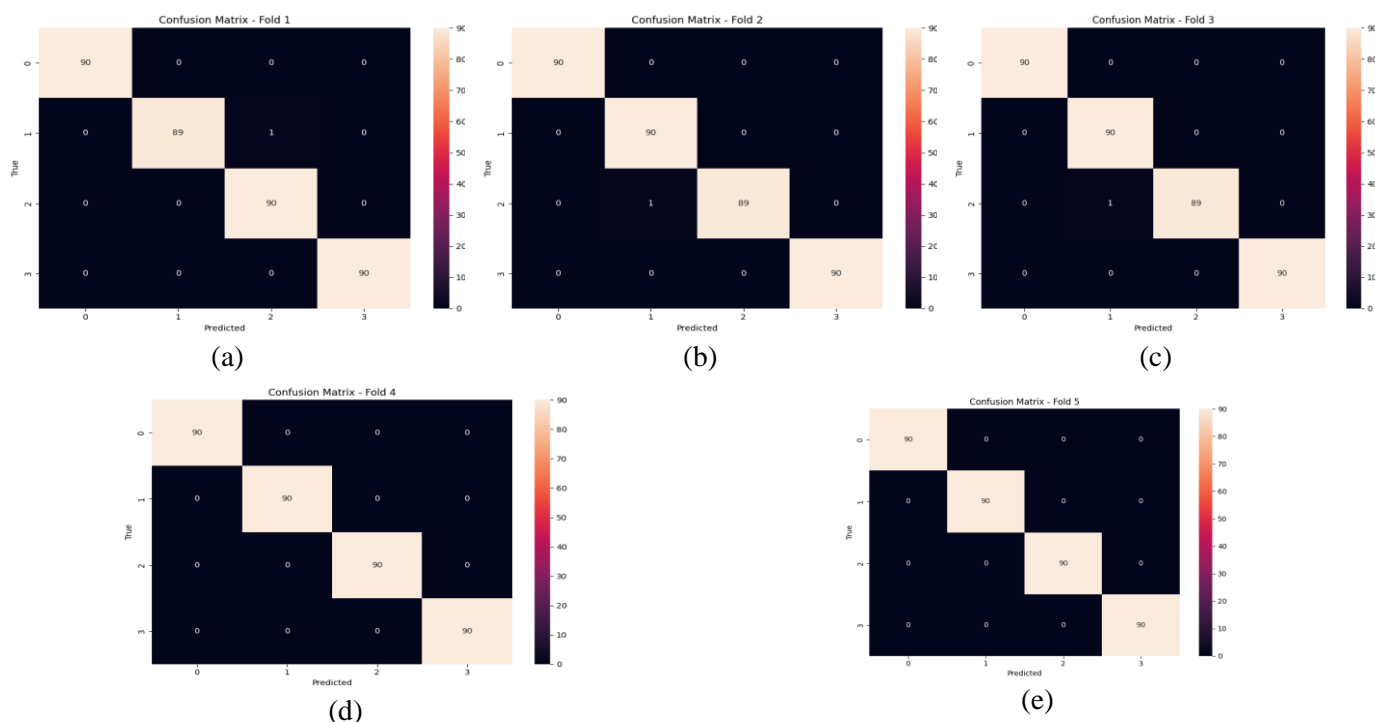 Confusion Matrix - Fold 1
90 0 0 0
0 89 1 0
0 0 90 0
0 0 0 90
0 1 2 3
True
0 1 2 3
Predicted
90
80
70
60
50
40
30
20
10
0
(a)
Confusion Matrix - Fold 2
90 0 0 0
0 90 0 0
0 1 89 0
0 0 0 90
0 1 2 3
True
0 1 2 3
Predicted
90
80
70
60
50
40
30
20
10
0
(b)
Confusion Matrix - Fold 3
90 0 0 0
0 90 0 0
0 1 89 0
0 0 0 90
0 1 2 3
True
0 1 2 3
Predicted
90
80
70
60
50
40
30
20
10
0
(c)
Confusion Matrix - Fold 4
90 0 0 0
0 90 0 0
0 0 90 0
0 0 0 90
0 1 2 3
True
0 1 2 3
Predicted
90
80
70
60
50
40
30
20
10
0
(d)
Confusion Matrix - Fold 5
90 0 0 0
0 90 0 0
0 0 90 0
0 0 0 90
0 1 2 3
True
0 1 2 3
Predicted
90
80
70
60
50
40
30
20
10
0
(e)